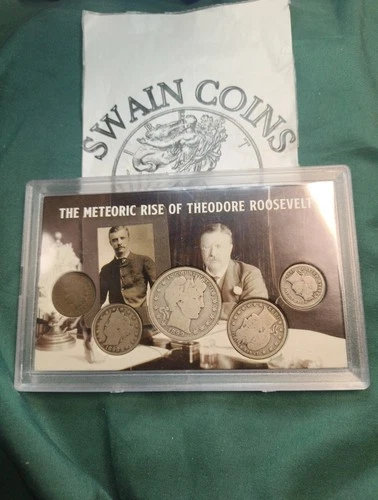 SWAIN COINS
THE METEORIC RISE OF THEODORE ROOSEVELT